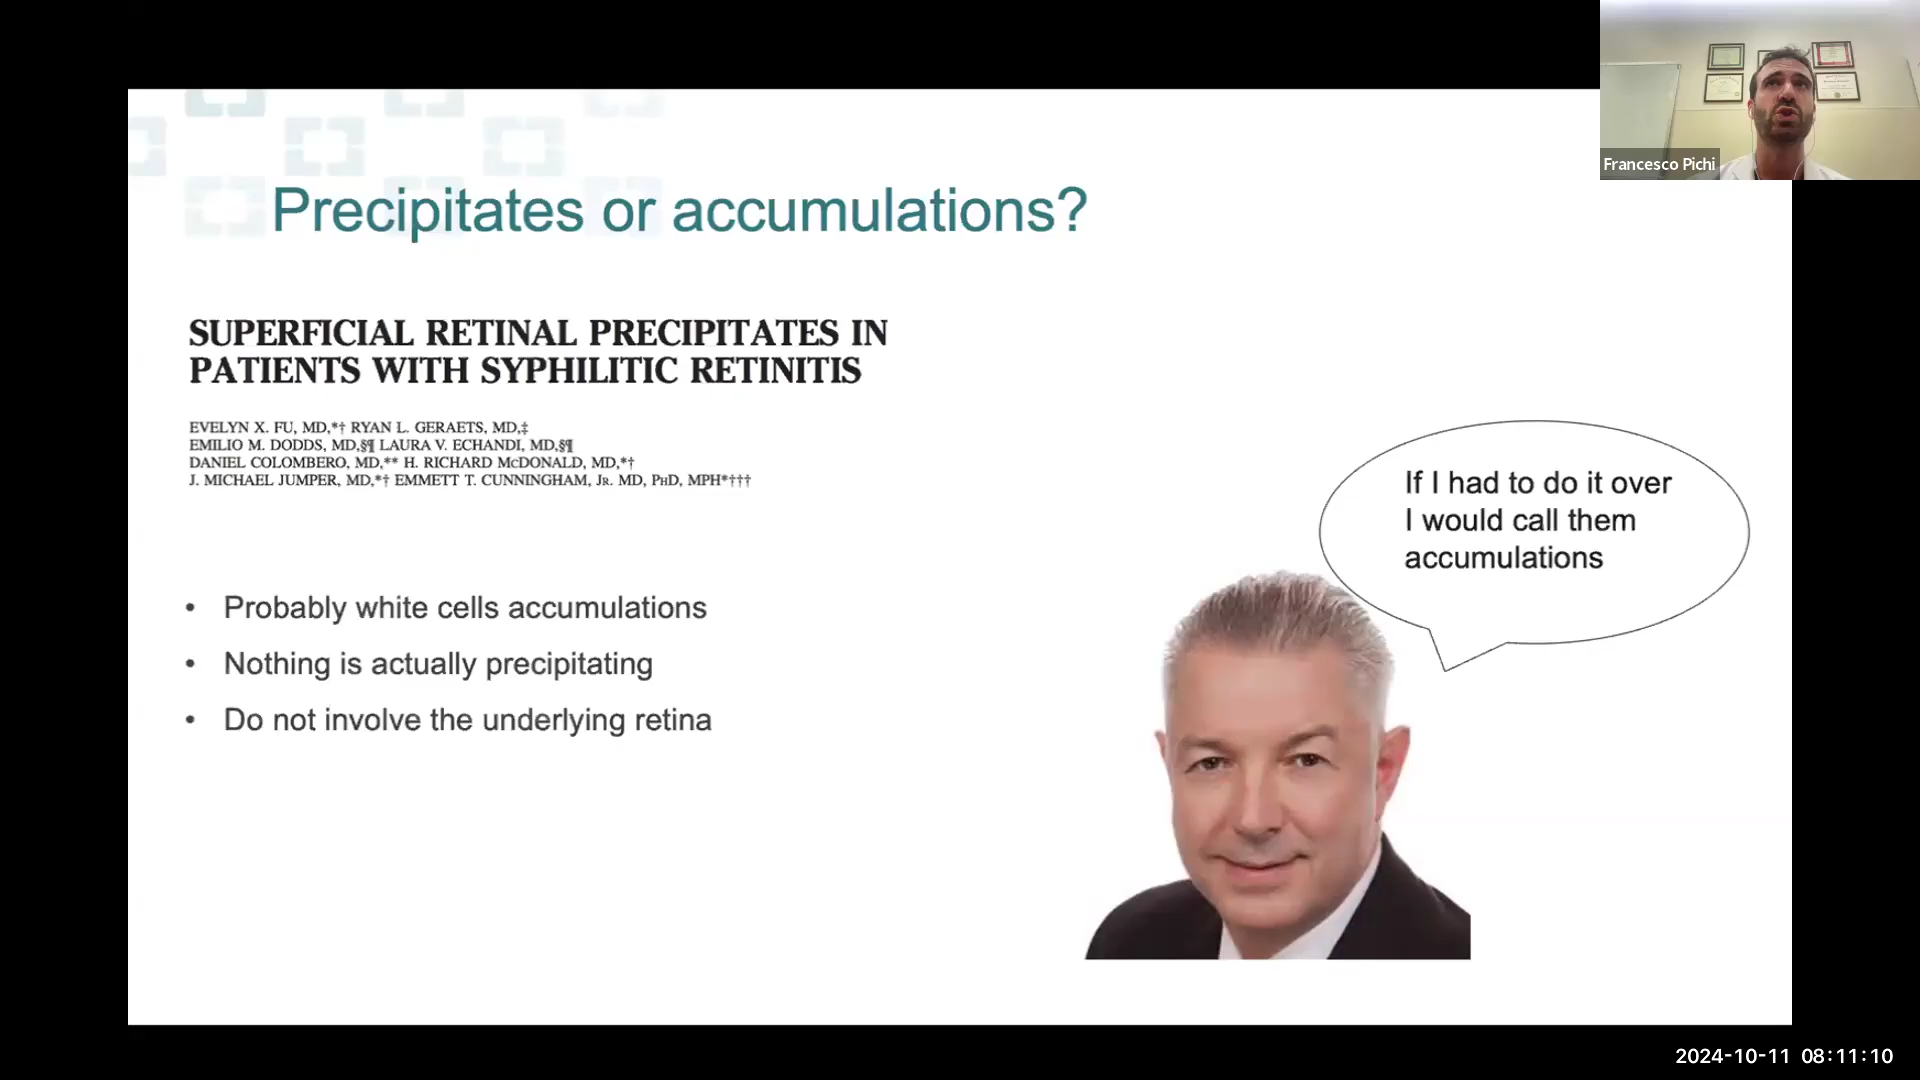 Francesco Pichi
Precipitates or accumulations?
SUPERFICIAL RETINAL PRECIPITATES IN
PATIENTS WITH SYPHILITIC RETINITIS
EVELYN X. FU, MD,*† RYAN L. GERAETS, MD,‡
EMILIO M. DODDS, MD,§¶ LAURA V. ECHANDI, MD,§¶
DANIEL COLOMBERO, MD,** H. RICHARD McDONALD, MD,*†
J. MICHAEL JUMPER, MD,*† EMMETT T. CUNNINGHAM, Jr. MD, PhD, MPH*†††
If I had to do it over
I would call them
accumulations
• Probably white cells accumulations
• Nothing is actually precipitating
• Do not involve the underlying retina
2024-10-11 08:11:10